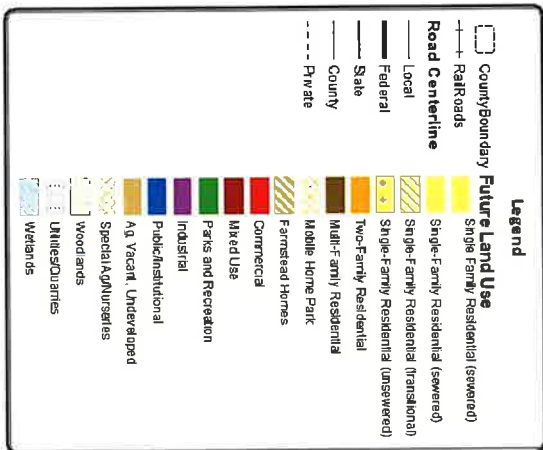 Legend
County Boundary
RailRoads
Road Centerline
Local
Federal
State
County
Private
Future Land Use
Single Family Residential (sewered)
Single-Family Residential (sewered)
Single-Family Residential (transitional)
Single-Family Residential (unsewered)
Two-Family Residential
Multi-Family Residential
Mobile Home Park
Farmstead Homes
Commercial
Mixed Use
Parks and Recreation
Industrial
Public/Institutional
Ag, Vacant, Undeveloped
Special Ag/Nurseries
Woodlands
Utilities/Quarries
Wetlands